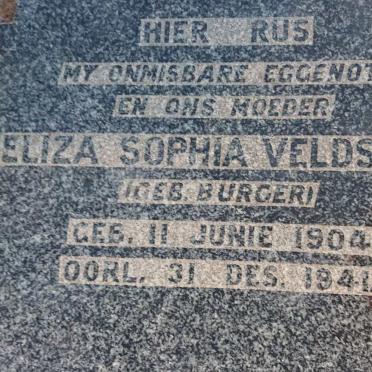 HIER RUS
MY ONMISBARE EGGENOT
EN ONS MOEDER
ELIZA SOPHIA VELDS
(GEB. BURGER)
GEB. 11 JUNIE 1904
OORL. 31 DES. 1941